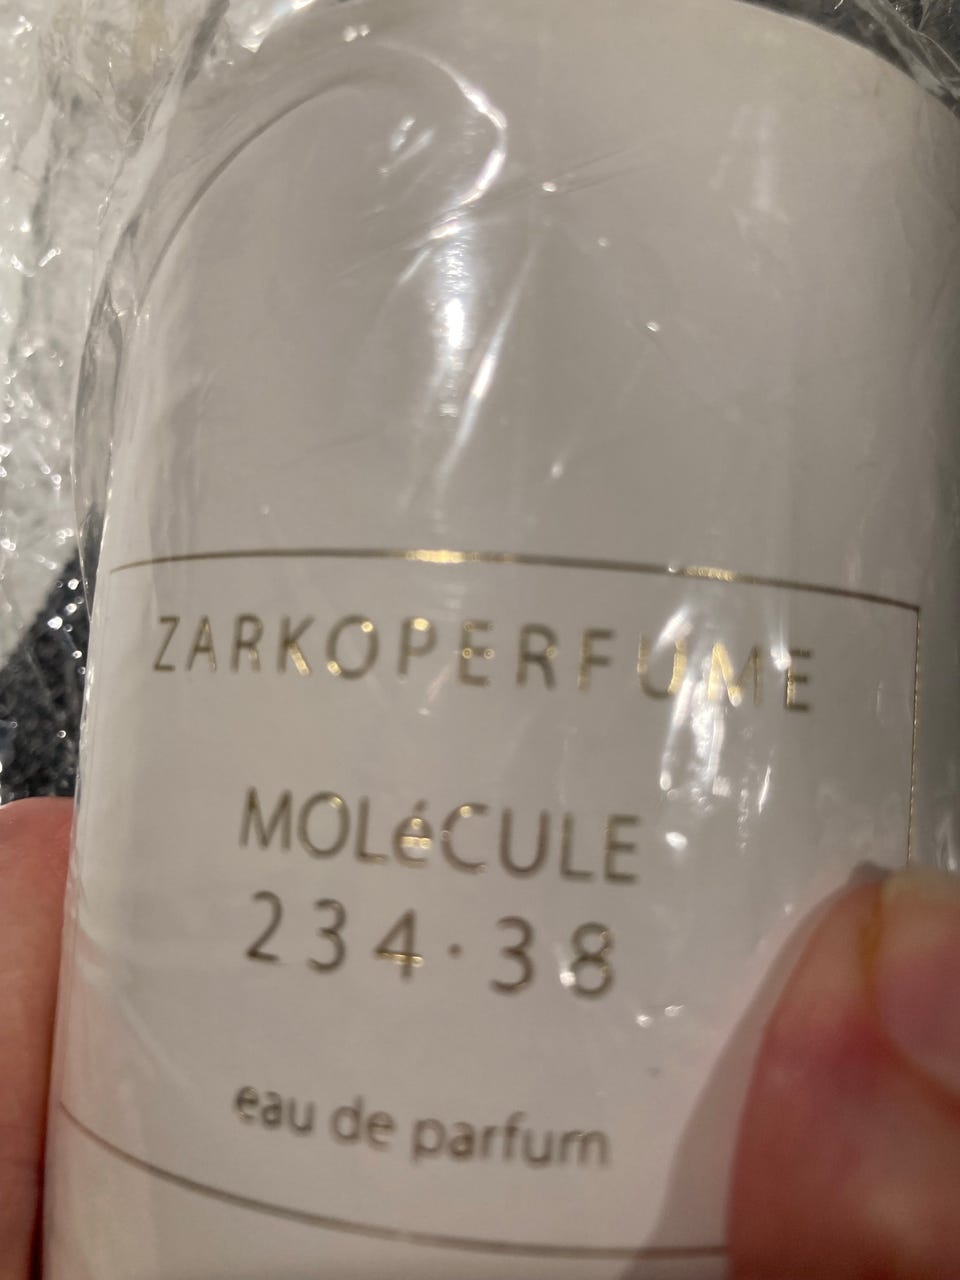 ZARKOPERFUME
MOLéCULE
234·38
eau de parfum